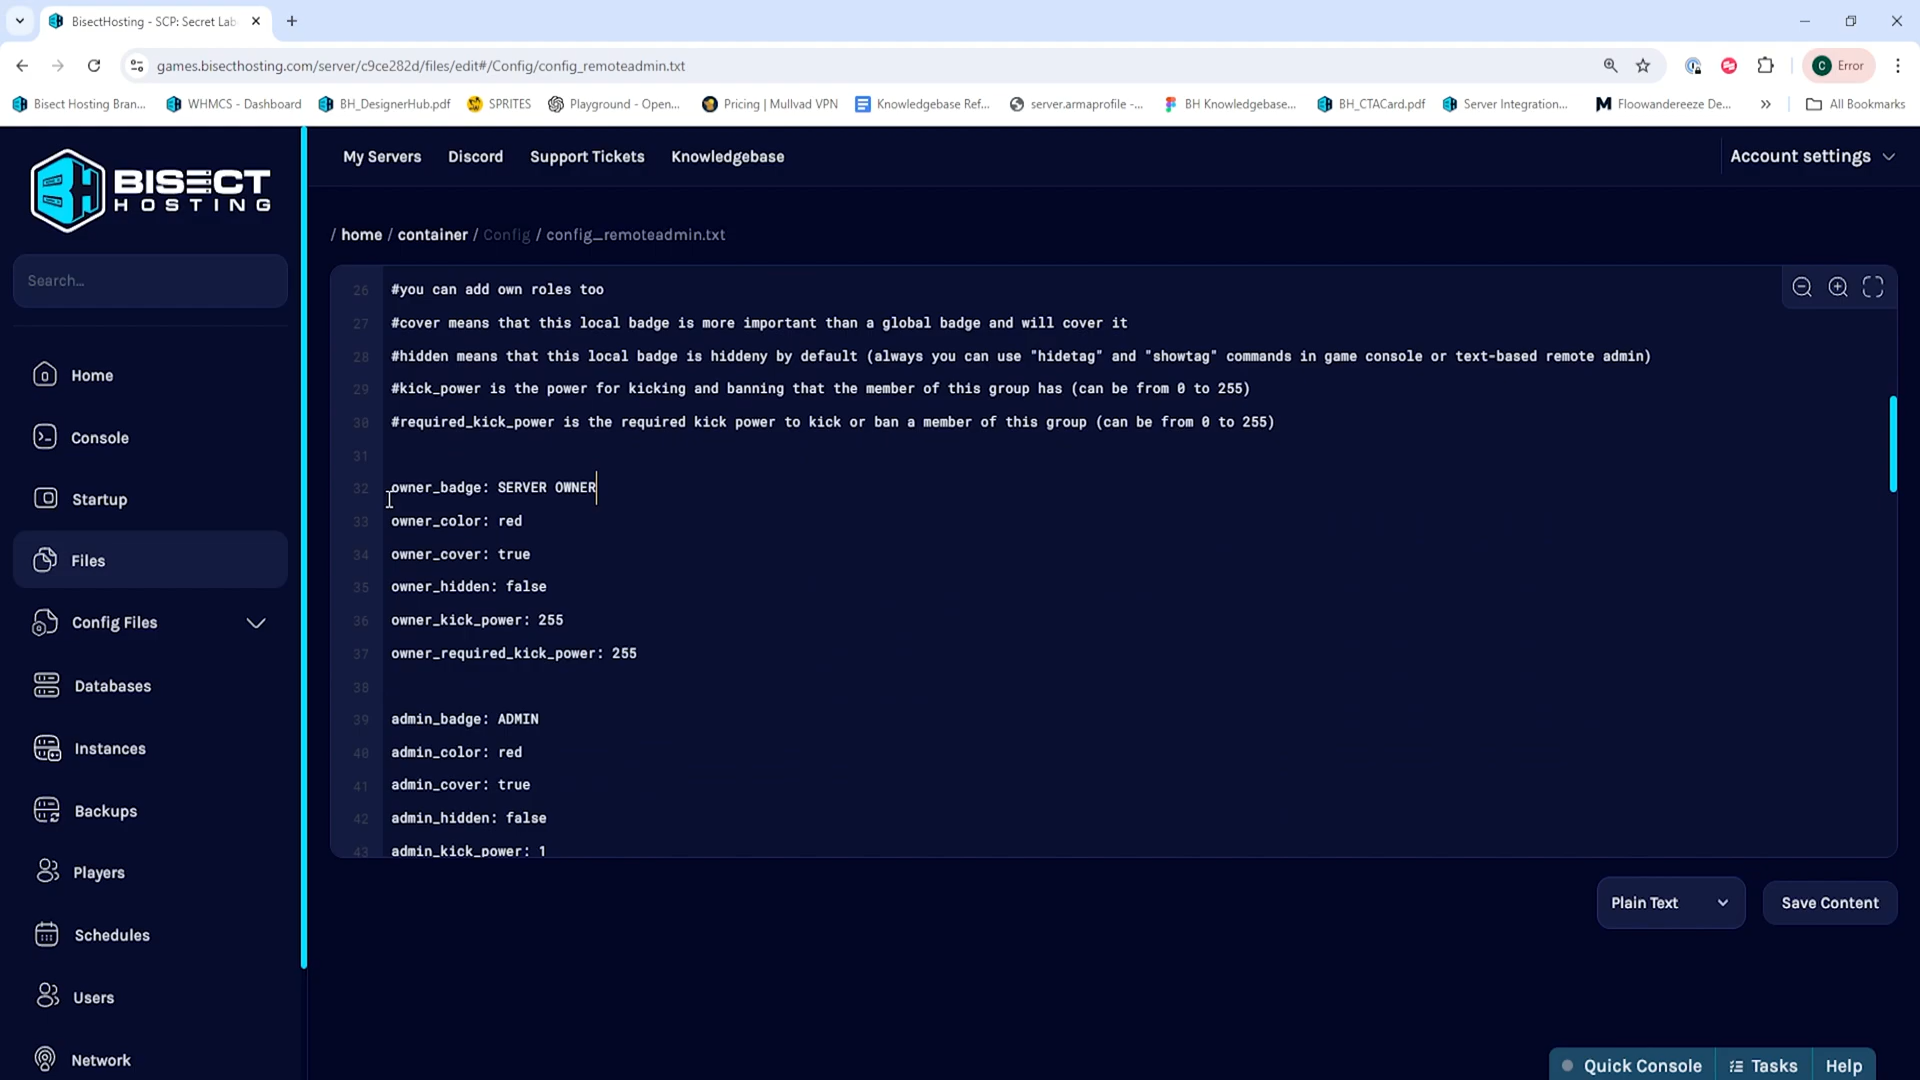 BisectHosting - SCP: Secret Lab
games.bisecthosting.com/server/c9ce282d/files/edit#/Config/config_remoteadmin.txt
C Error
Bisect Hosting Bran... WHMCS - Dashboard BH_DesignerHub.pdf SPRITES Playground - Open... Pricing | Mullvad VPN Knowledgebase Ref... server.armaprofile -... BH Knowledgebase... BH_CTACard.pdf Server Integration... Floowandereeze De... » All Bookmarks
BISECT
HOSTING
My Servers Discord Support Tickets Knowledgebase Account settings
/ home / container / Config / config_remoteadmin.txt
Search...
Home
Console
Startup
Files
Config Files
Databases
Instances
Backups
Players
Schedules
Users
Network
26 #you can add own roles too
27 #cover means that this local badge is more important than a global badge and will cover it
28 #hidden means that this local badge is hiddeny by default (always you can use "hidetag" and "showtag" commands in game console or text-based remote admin)
29 #kick_power is the power for kicking and banning that the member of this group has (can be from 0 to 255)
30 #required_kick_power is the required kick power to kick or ban a member of this group (can be from 0 to 255)
31
32 owner_badge: SERVER OWNER
33 owner_color: red
34 owner_cover: true
35 owner_hidden: false
36 owner_kick_power: 255
37 owner_required_kick_power: 255
38
39 admin_badge: ADMIN
40 admin_color: red
41 admin_cover: true
42 admin_hidden: false
43 admin_kick_power: 1
Plain Text Save Content
Quick Console Tasks Help